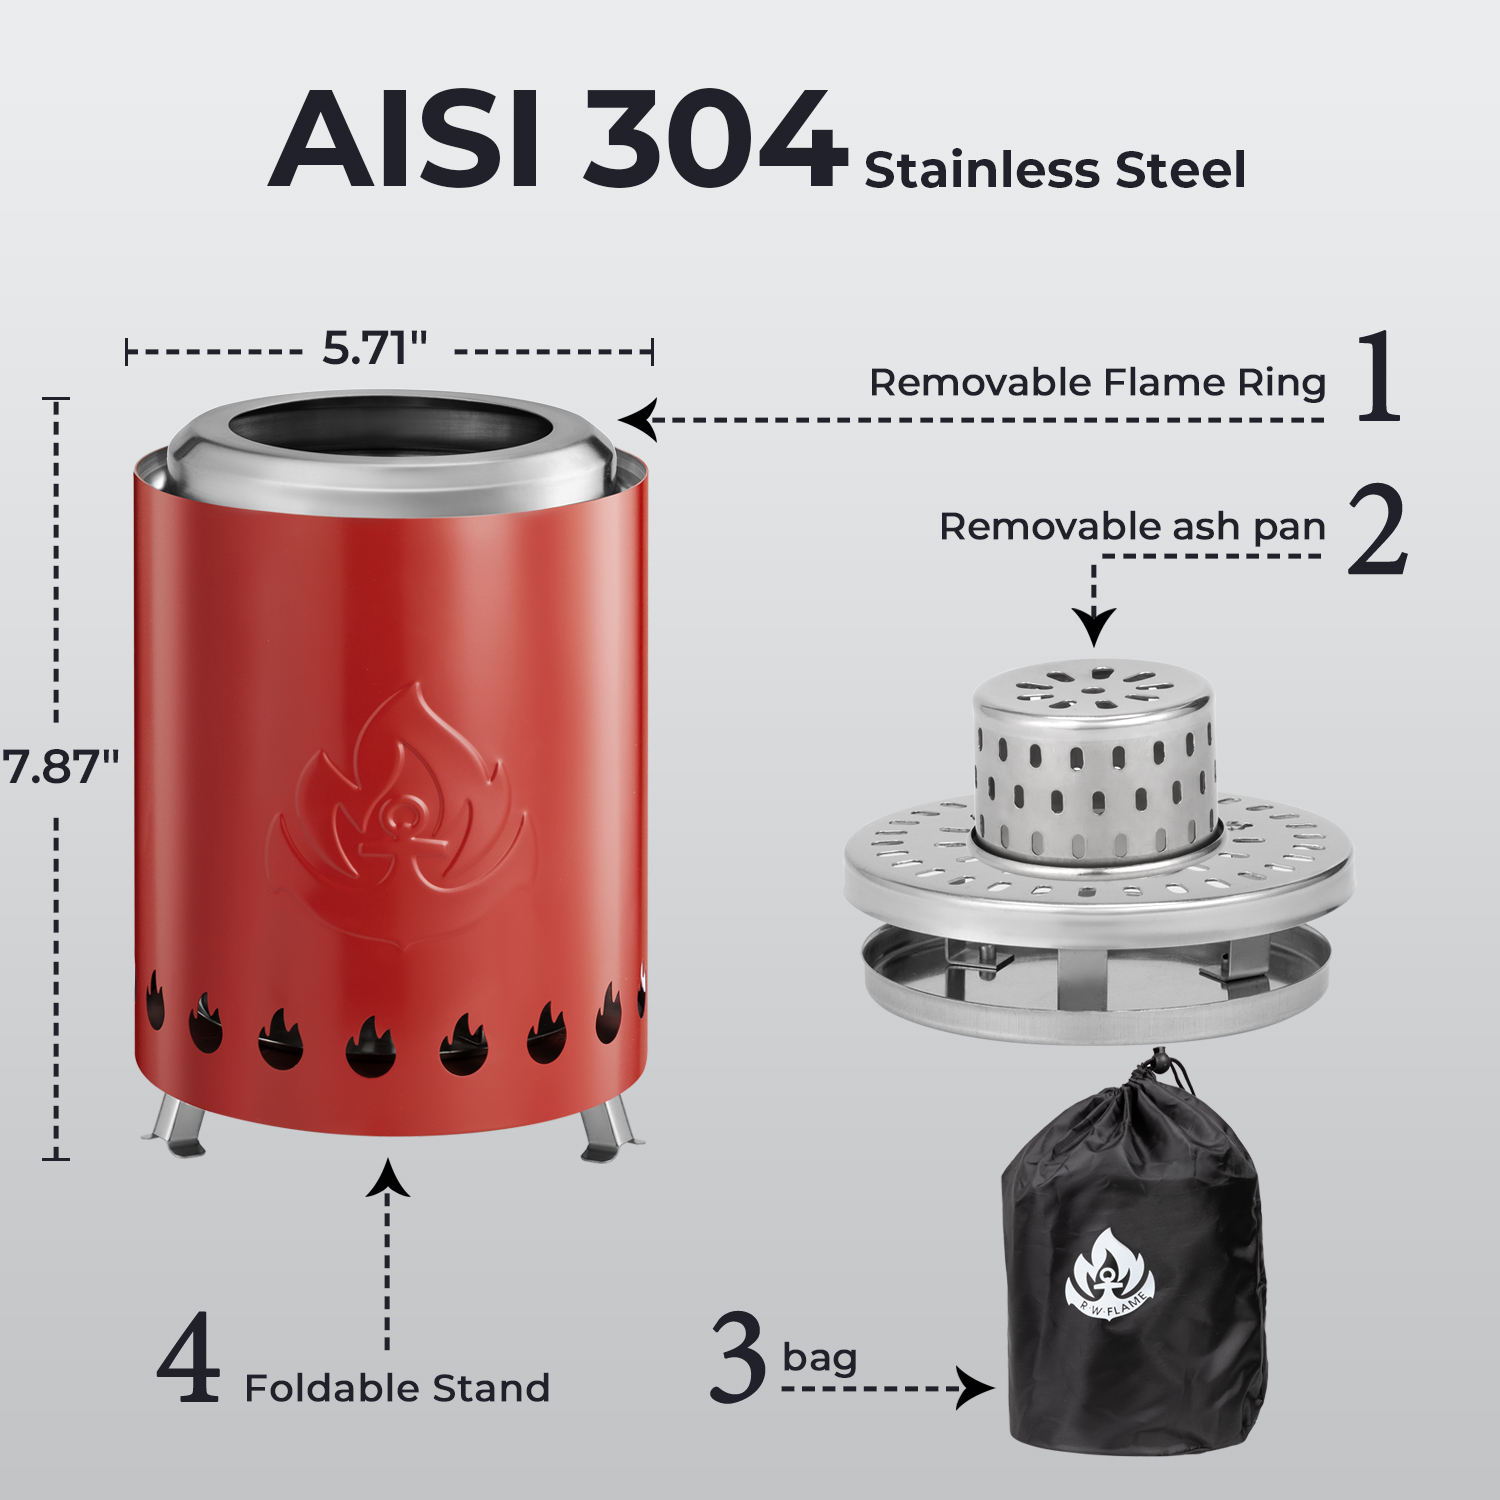 AISI 304 Stainless Steel
5.71"
Removable Flame Ring 1
Removable ash pan 2
7.87"
R·W·FLAME
4 Foldable Stand
3 bag